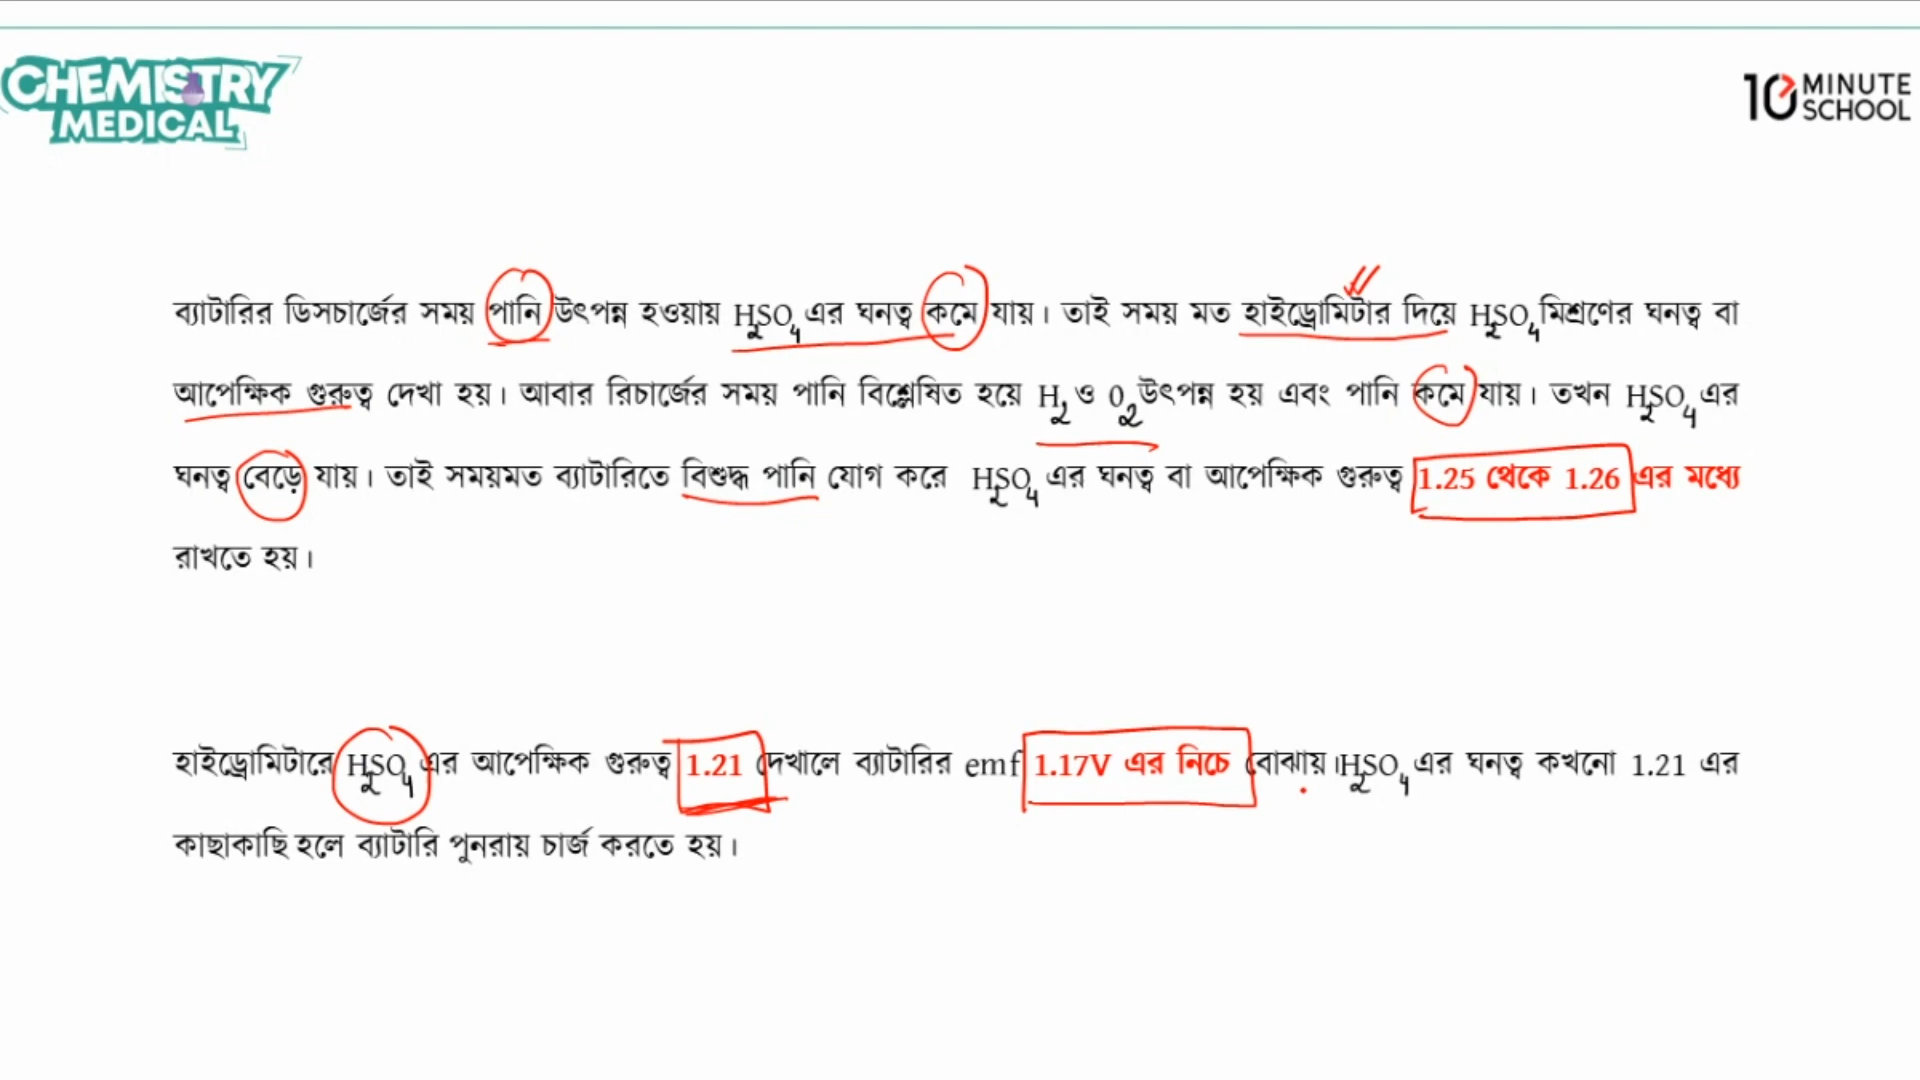 CHEMISTRY
MEDICAL
10 MINUTE
SCHOOL
ব্যাটারির ডিসচার্জের সময় পানি উৎপন্ন হওয়ায় H₂SO₄ এর ঘনত্ব কমে যায়। তাই সময় মত হাইড্রোমিটার দিয়ে H₂SO₄ মিশ্রণের ঘনত্ব বা
আপেক্ষিক গুরুত্ব দেখা হয়। আবার রিচার্জের সময় পানি বিশ্লেষিত হয়ে H₂ ও O₂ উৎপন্ন হয় এবং পানি কমে যায়। তখন H₂SO₄ এর
ঘনত্ব বেড়ে যায়। তাই সময়মত ব্যাটারিতে বিশুদ্ধ পানি যোগ করে H₂SO₄ এর ঘনত্ব বা আপেক্ষিক গুরুত্ব 1.25 থেকে 1.26 এর মধ্যে
রাখতে হয়।
হাইড্রোমিটারে H₂SO₄ এর আপেক্ষিক গুরুত্ব 1.21 দেখালে ব্যাটারির emf 1.17V এর নিচে বোঝায়।H₂SO₄ এর ঘনত্ব কখনো 1.21 এর
কাছাকাছি হলে ব্যাটারি পুনরায় চার্জ করতে হয়।